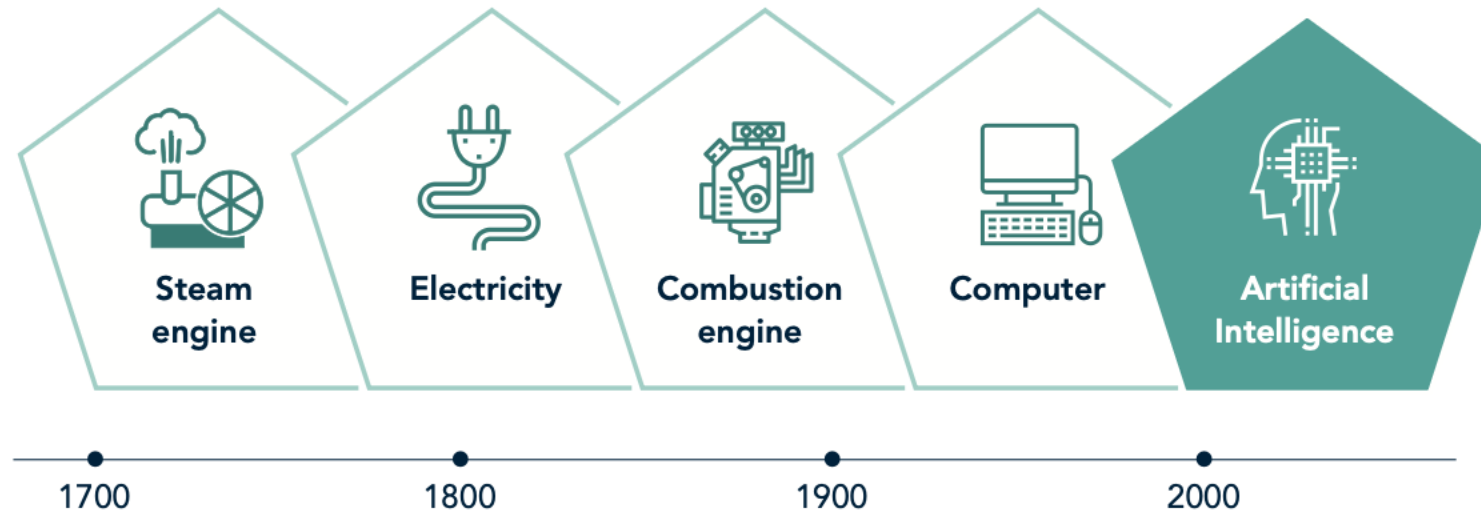 Steam
engine
Electricity
Combustion
engine
Computer
Artificial
Intelligence
1700
1800
1900
2000